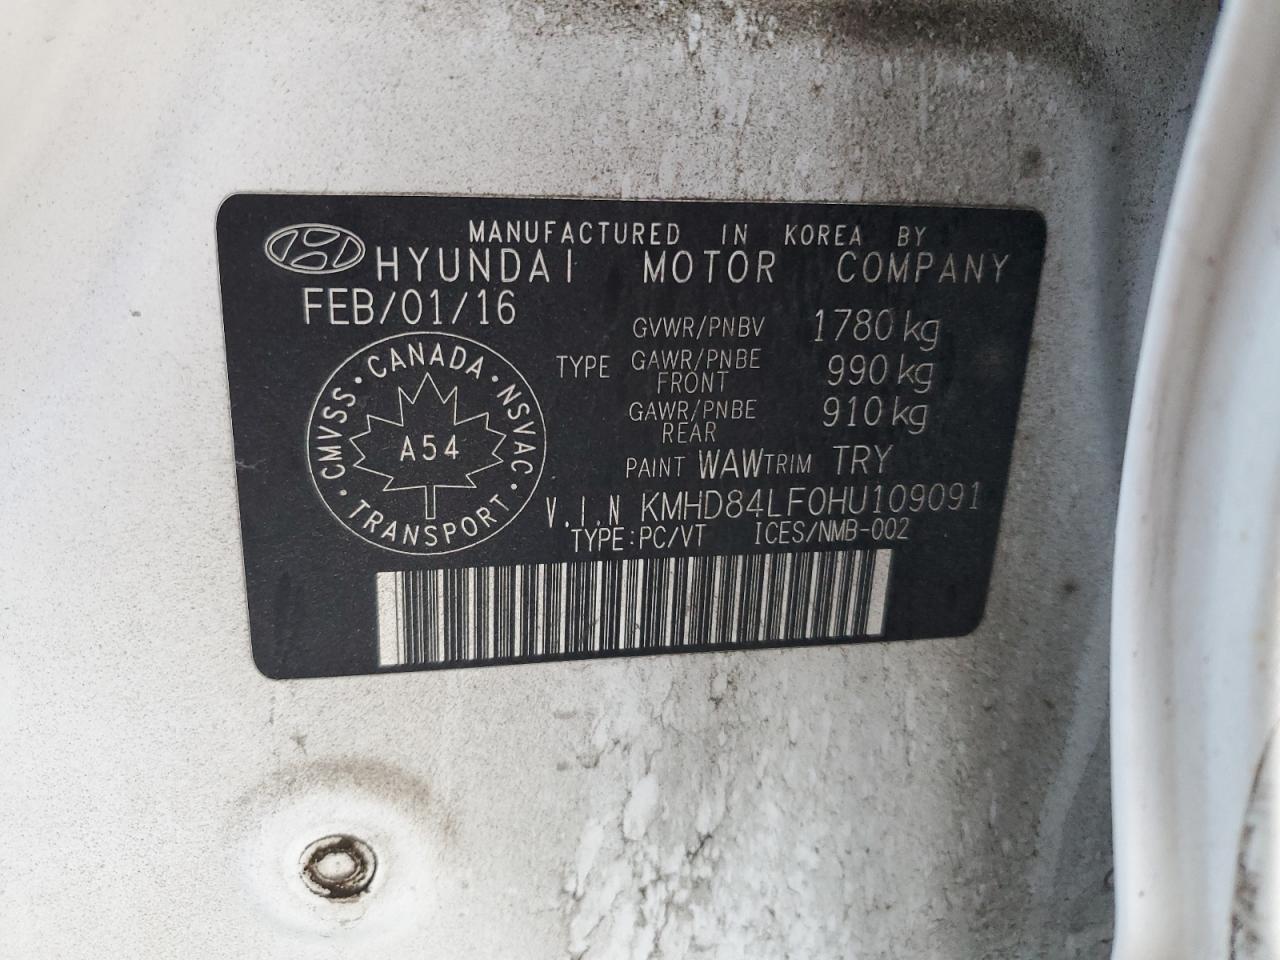 MANUFACTURED IN KOREA BY
HYUNDAI MOTOR COMPANY
FEB/01/16
GVWR/PNBV 1780 kg
TYPE GAWR/PNBE FRONT 990 kg
GAWR/PNBE REAR 910 kg
PAINT WAW TRIM TRY
V.I.N KMHD84LF0HU109091
TYPE:PC/VT ICES/NMB-002
CMVSS · CANADA · NSVAC · TRANSPORT ·
A54